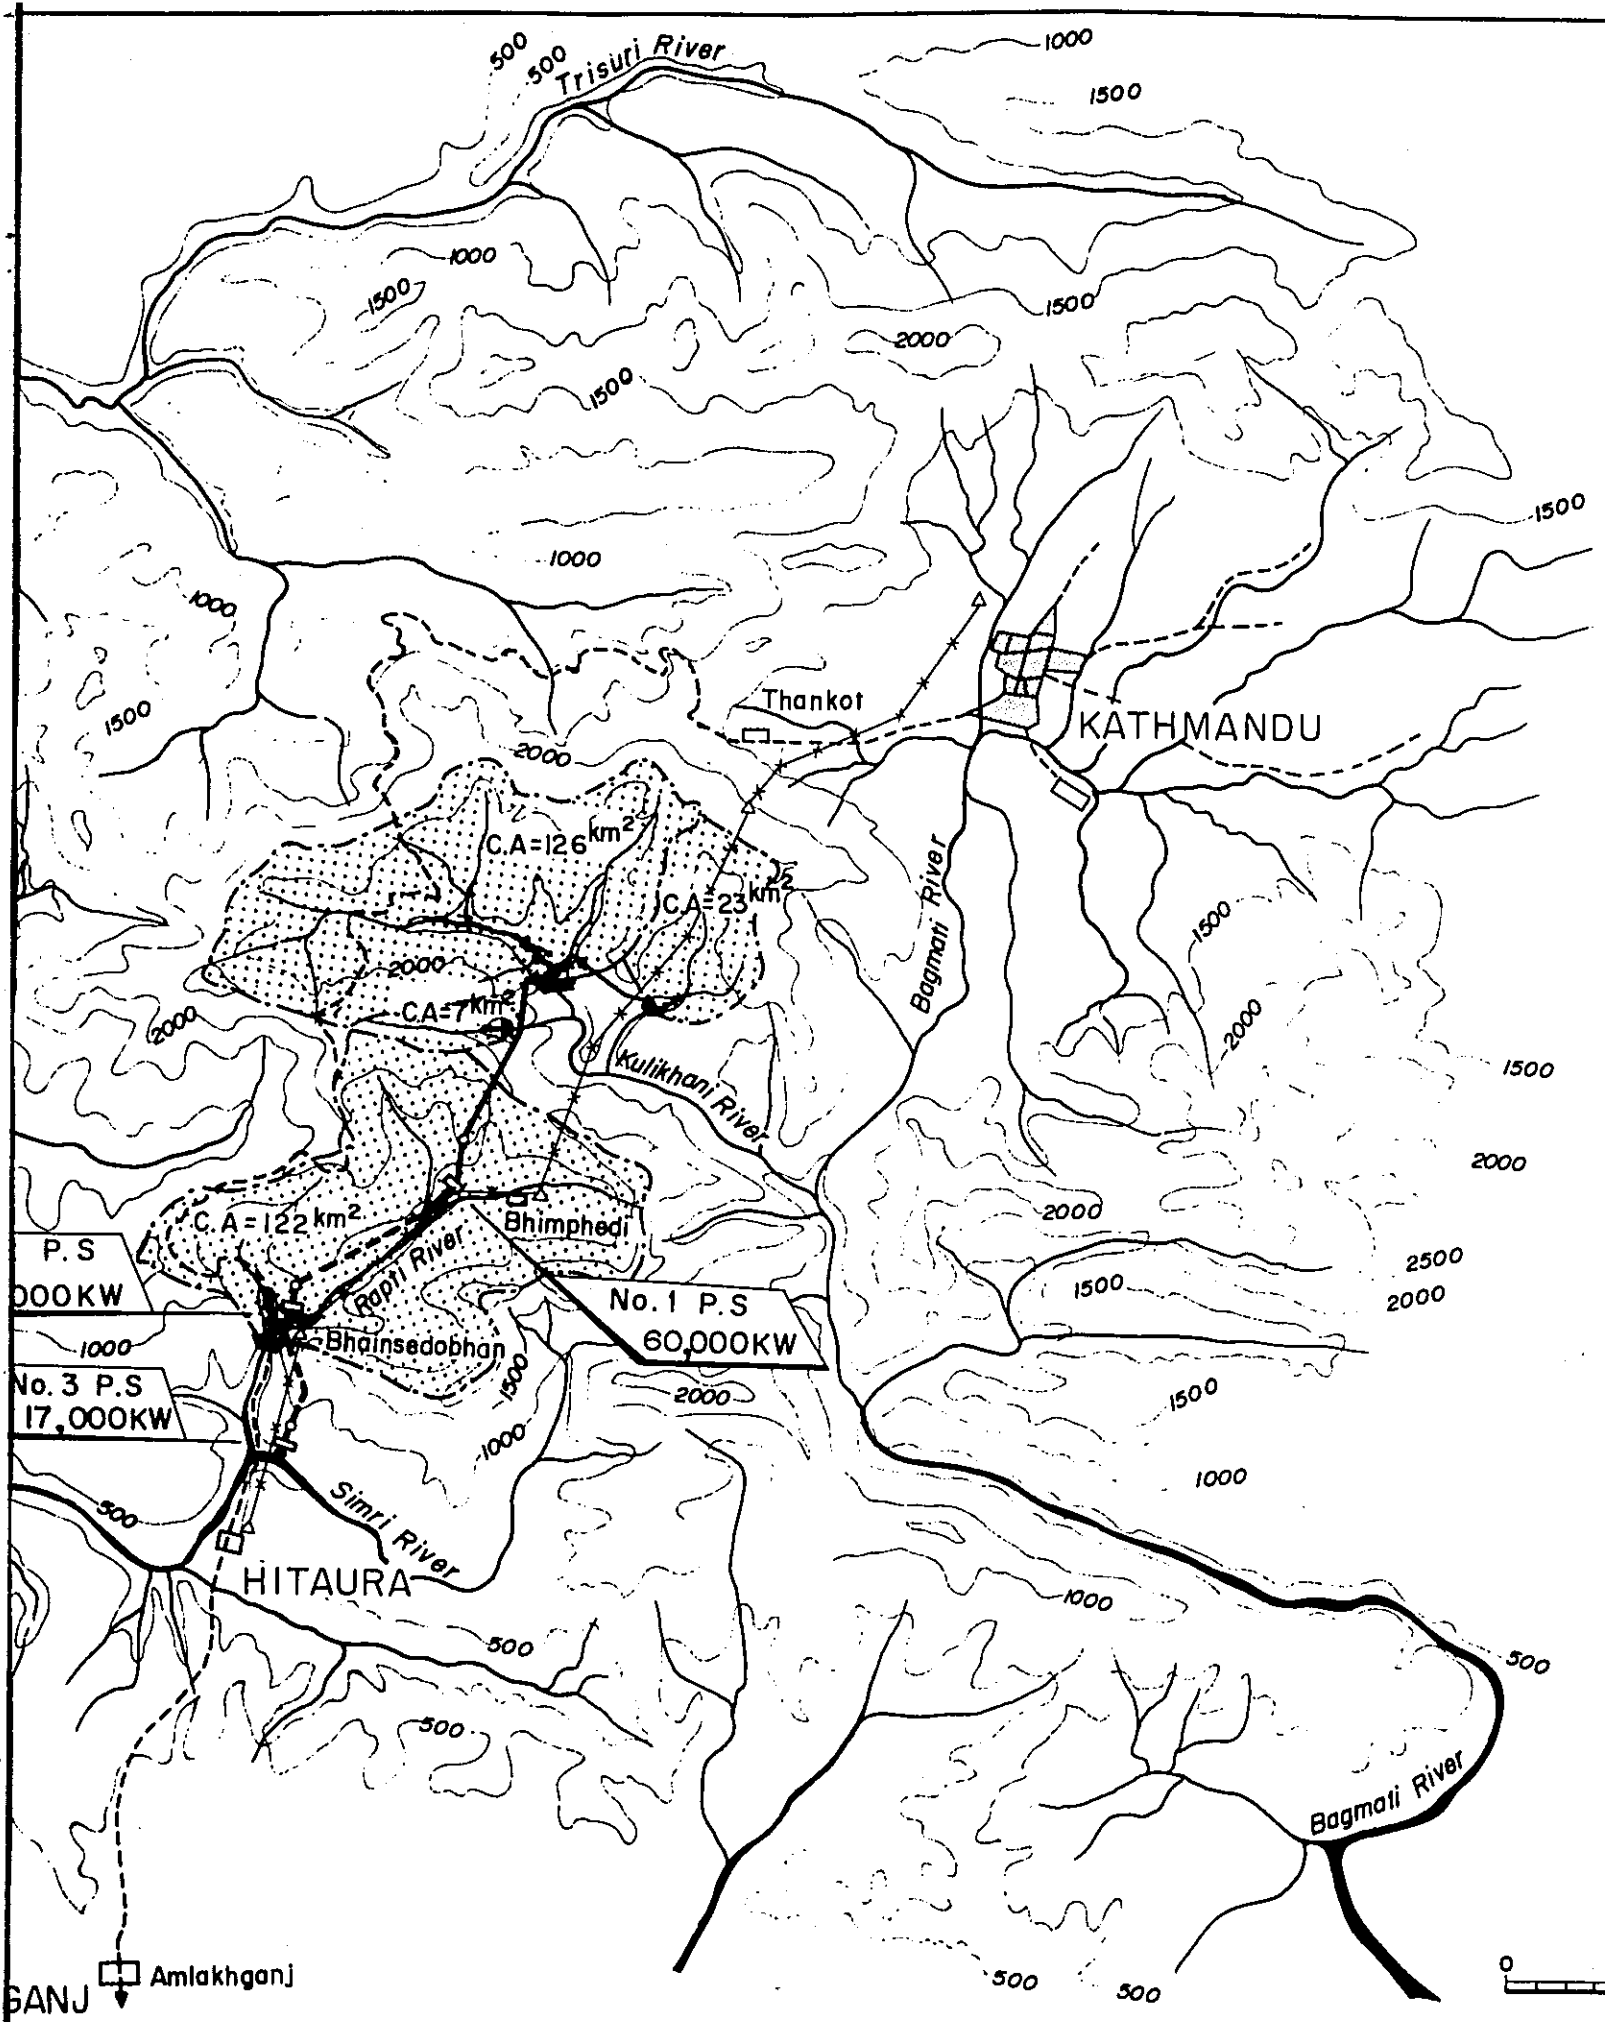 500
500
Trisuri River
1000
1500
1000
1500
1500
2000
1500
1500
1000
1000
1500
Thankot
KATHMANDU
2000
C.A=126km²
C.A=23km²
Bagmati River
1500
2000
C.A=7km²
2000
2000
Kulikhani River
1500
2000
C.A=122km²
Bhimphedi
2000
P.S
000KW
Rapti River
2500
1500
2000
No.1 P.S
60,000KW
1000
Bhainsedobhan
1500
No.3 P.S
17,000KW
2000
1500
1000
1000
500
Simri River
HITAURA
1000
500
500
500
Bagmati River
0
Amlakhganj
GANJ
500
500